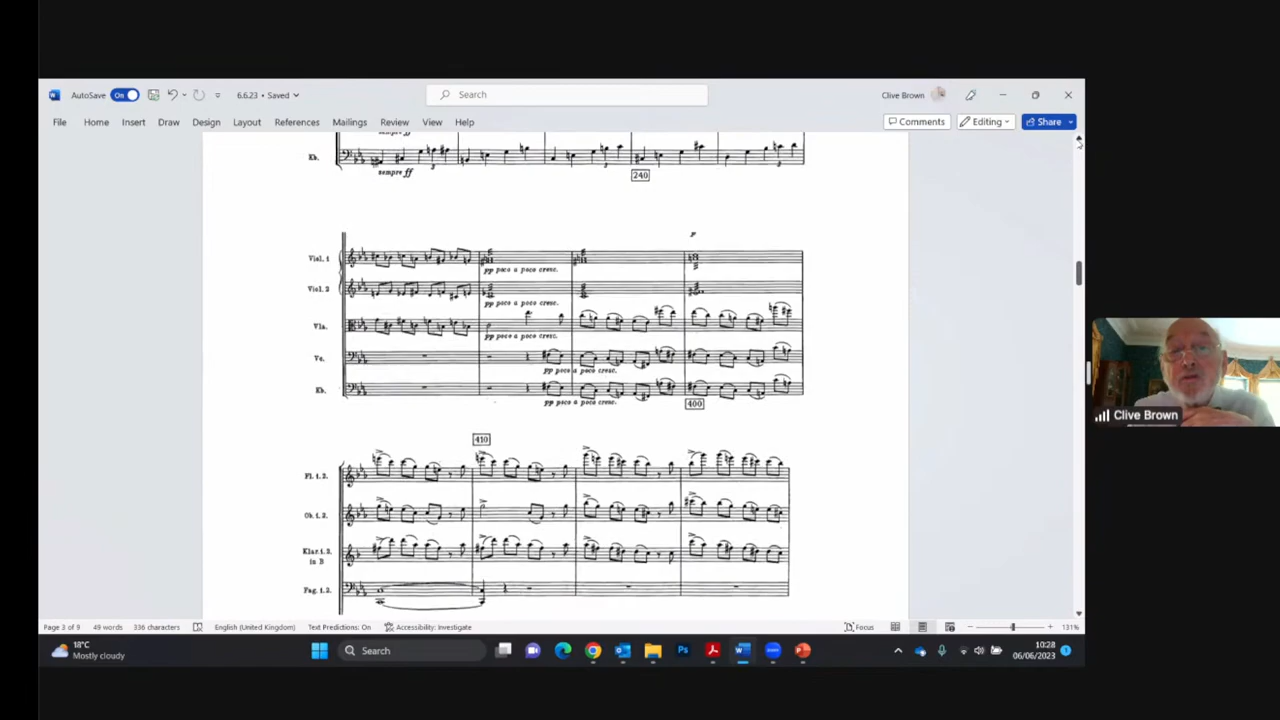 AutoSave On 6.6.23 • Saved Search Clive Brown
File Home Insert Draw Design Layout References Mailings Review View Help Comments Editing Share
sempre ff
Kb.
sempre ff
240
p
Viol. 1
pp poco a poco cresc.
Viol. 2
pp poco a poco cresc.
Vla.
pp poco a poco cresc.
Vc.
pp poco a poco cresc.
Kb.
pp poco a poco cresc.
400
410
Fl. 1. 2.
Ob. 1. 2.
Klar. 1. 2.
in B
Fag. 1. 2.
Clive Brown
Page 3 of 9 49 words 336 characters English (United Kingdom) Text Predictions: On Accessibility: Investigate Focus 131%
18°C
Mostly cloudy
Search
10:28
06/06/2023